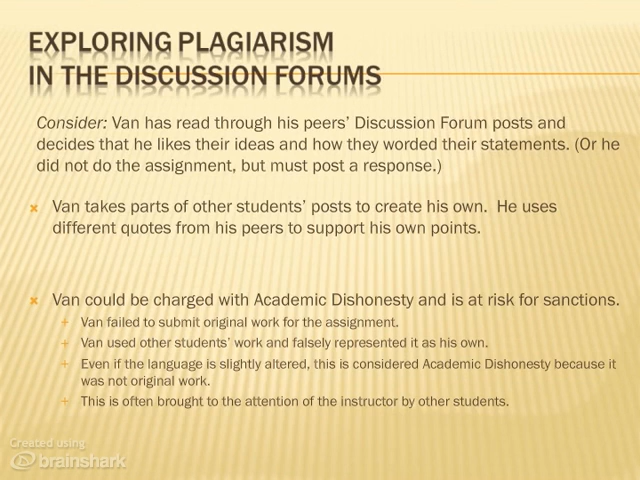 EXPLORING PLAGIARISM
IN THE DISCUSSION FORUMS
Consider: Van has read through his peers’ Discussion Forum posts and
decides that he likes their ideas and how they worded their statements. (Or he
did not do the assignment, but must post a response.)
Van takes parts of other students’ posts to create his own.  He uses
different quotes from his peers to support his own points.
Van could be charged with Academic Dishonesty and is at risk for sanctions.
Van failed to submit original work for the assignment.
Van used other students’ work and falsely represented it as his own.
Even if the language is slightly altered, this is considered Academic Dishonesty because it
was not original work.
This is often brought to the attention of the instructor by other students.
Created using
brainshark